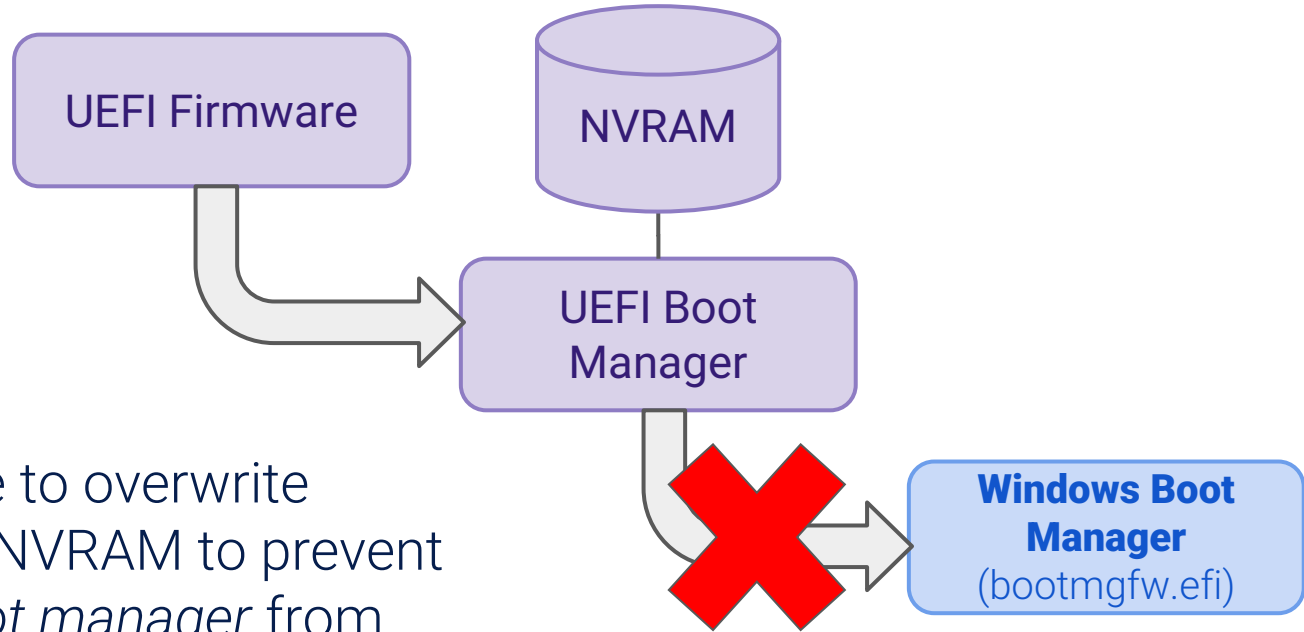 UEFI Firmware
NVRAM
UEFI Boot
Manager
Windows Boot
Manager
(bootmgfw.efi)
e to overwrite
NVRAM to prevent
ot manager from